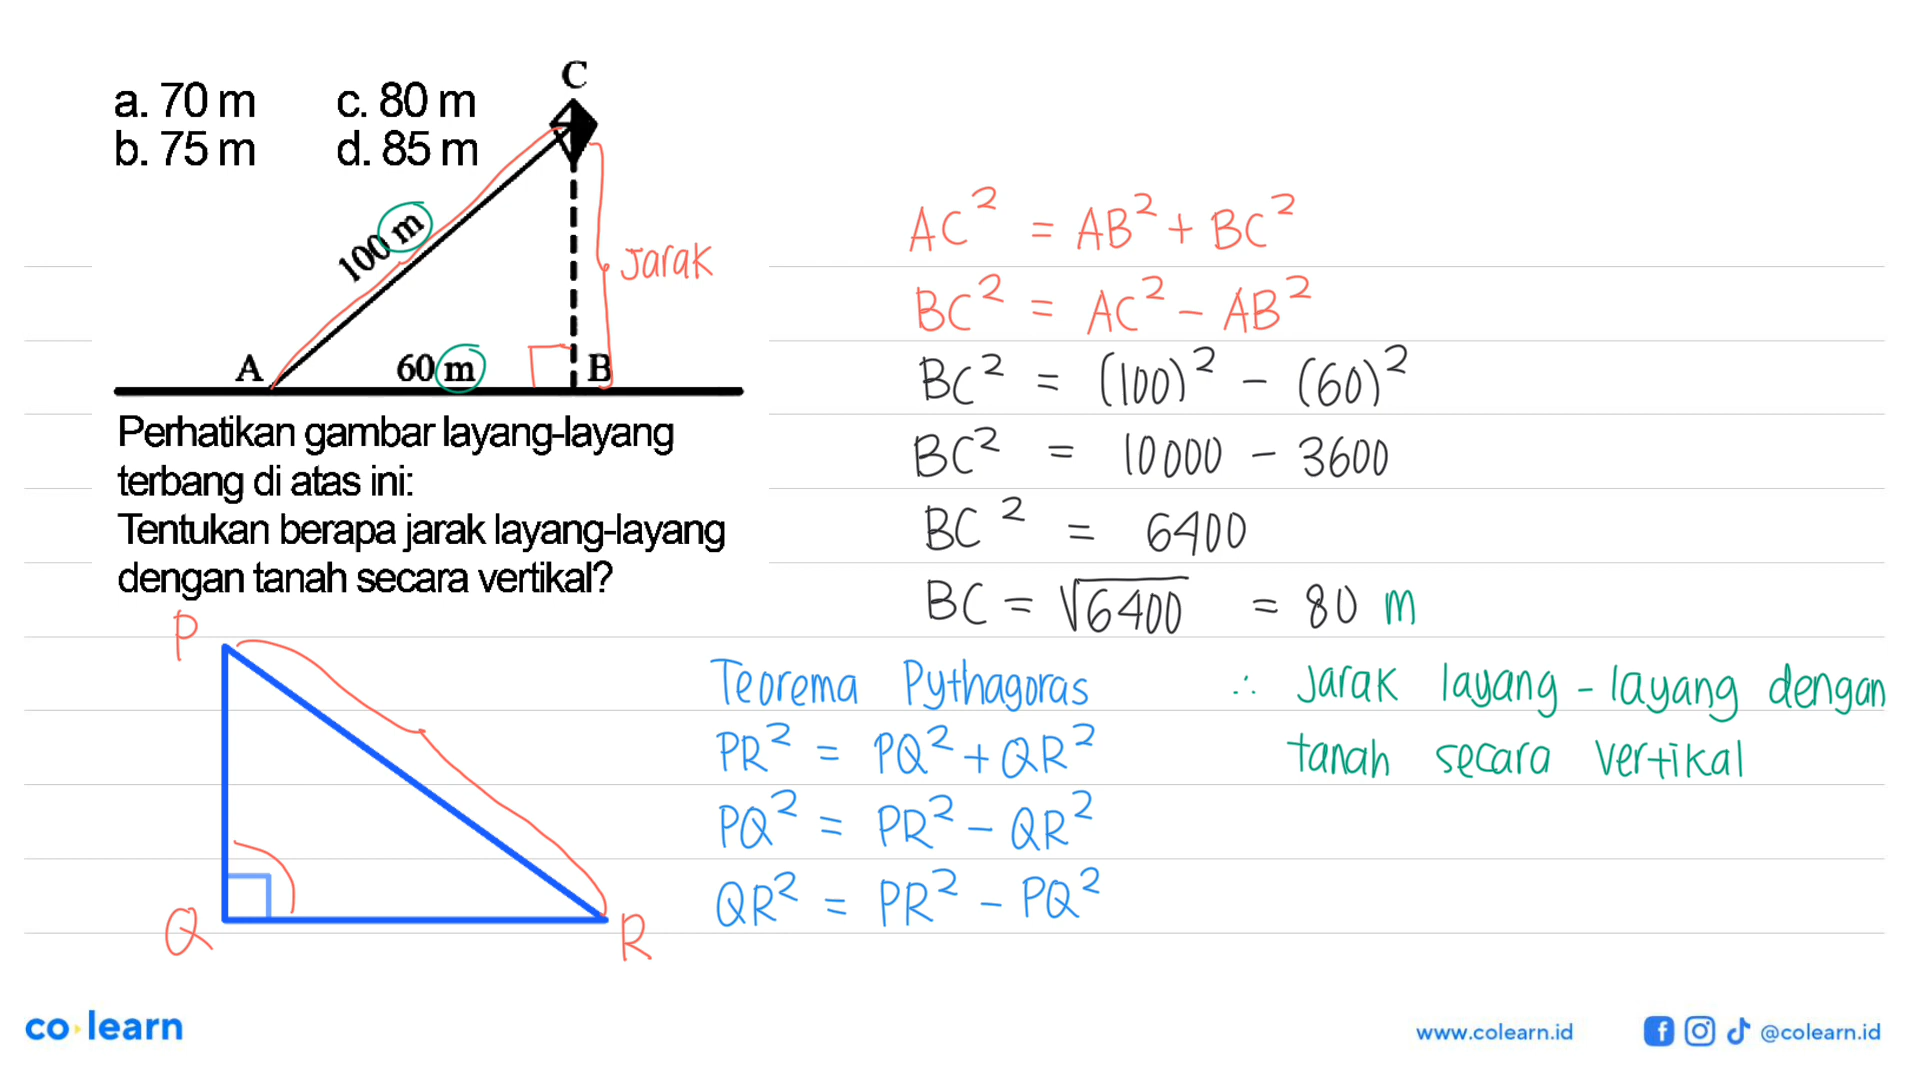 a. 70 m c. 80 m
b. 75 m d. 85 m
C
100 m
Jarak
A 60 m B
Perhatikan gambar layang-layang
terbang di atas ini:
Tentukan berapa jarak layang-layang
dengan tanah secara vertikal?
AC² = AB² + BC²
BC² = AC² - AB²
BC² = (100)² - (60)²
BC² = 10000 - 3600
BC² = 6400
BC = √6400 = 80 m
P
Q
R
Teorema Pythagoras
PR² = PQ² + QR²
PQ² = PR² - QR²
QR² = PR² - PQ²
∴ Jarak layang-layang dengan
tanah secara vertikal
co learn
www.colearn.id @colearn.id